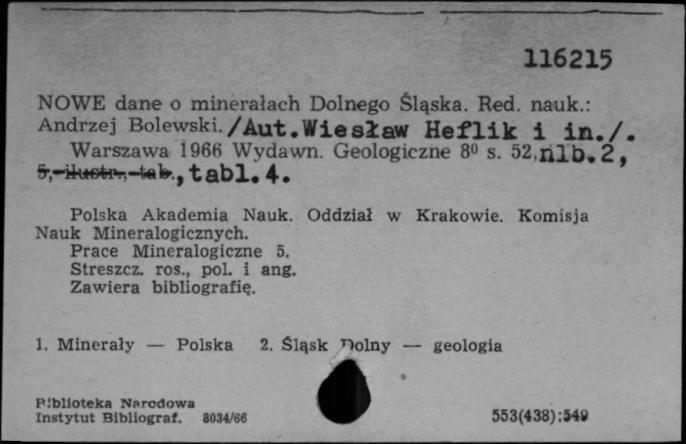 116215
NOWE dane o minerałach Dolnego Śląska. Red. nauk.:
Andrzej Bolewski./Aut.Wiesław Heflik i in./.
Warszawa 1966 Wydawn. Geologiczne 8⁰ s. 52,nlb.2,
5, ilustr., tab.,tabl.4.
Polska Akademia Nauk. Oddział w Krakowie. Komisja
Nauk Mineralogicznych.
Prace Mineralogiczne 5.
Streszcz. ros., pol. i ang.
Zawiera bibliografię.
1. Minerały — Polska 2. Śląsk Dolny — geologia
Biblioteka Narodowa
Instytut Bibliograf. 8034/66
553(438):549